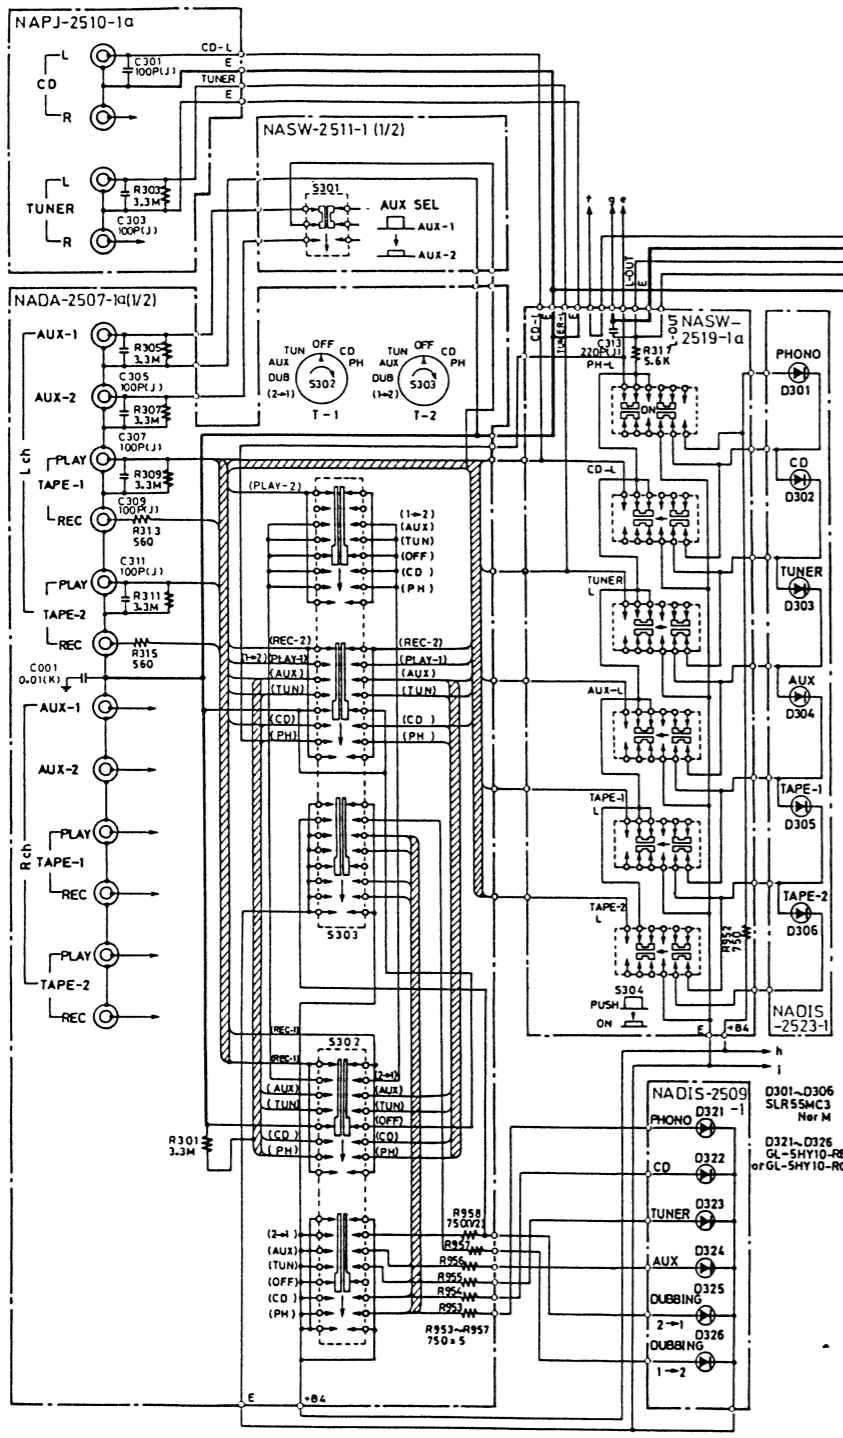 NAPJ-2510-1a
L
CD
R
C301
100P(J)
CD-L
E
TUNER
E
L
TUNER
R
R303
3.3M
C303
100P(J)
NASW-2511-1 (1/2)
S301
AUX SEL
AUX-1
AUX-2
f
g
e
L-OUT
E
NADA-2507-1a(1/2)
AUX-1
R305
3.3M
C305
100P(J)
AUX-2
R307
3.3M
C307
100P(J)
L ch
PLAY
TAPE-1
REC
R309
3.3M
C309
100P(J)
R313
560
C311
100P(J)
PLAY
TAPE-2
REC
R311
3.3M
R315
560
C001
0.01(K)
R ch
AUX-1
AUX-2
PLAY
TAPE-1
REC
PLAY
TAPE-2
REC
TUN OFF CD
AUX PH
DUB
(2→1)
S302
T-1
TUN OFF CD
AUX PH
DUB
(1→2)
S303
T-2
(PLAY-2)
(1→2)
(AUX)
(TUN)
(OFF)
(CD)
(PH)
(REC-2) (REC-2)
(1→2) (PLAY-1) (PLAY-1)
(AUX) (AUX)
(TUN) (TUN)
(CD) (CD)
(PH) (PH)
S303
S302
(REC-1)
(REC-1)
(2→1)
(AUX) (AUX)
(TUN) (TUN)
(OFF)
(CD) (CD)
(PH) (PH)
R301
3.3M
(2→1)
(AUX)
(TUN)
(OFF)
(CD)
(PH)
R958
750(1/2)
R957
R956
R955
R954
R953
R953~R957
750×5
E
+B4
CD-L
E
TUNER-L
E
NASW-
2519-1a
C313
220P(J)
R317
5.6K
PH-L
ON
CD-L
TUNER
L
AUX-L
TAPE-1
L
TAPE-2
L
R952
750
S304
PUSH
ON
E
+B4
PHONO
D301
CD
D302
TUNER
D303
AUX
D304
TAPE-1
D305
TAPE-2
D306
NADIS
-2523-1
h
i
NADIS-2509
-1
PHONO
D321
CD
D322
TUNER
D323
AUX
D324
DUBBING
2→1
D325
DUBBING
1→2
D326
D301~D306
SLR55MC3
N or M
D321~D326
or GL-5HY10-RO